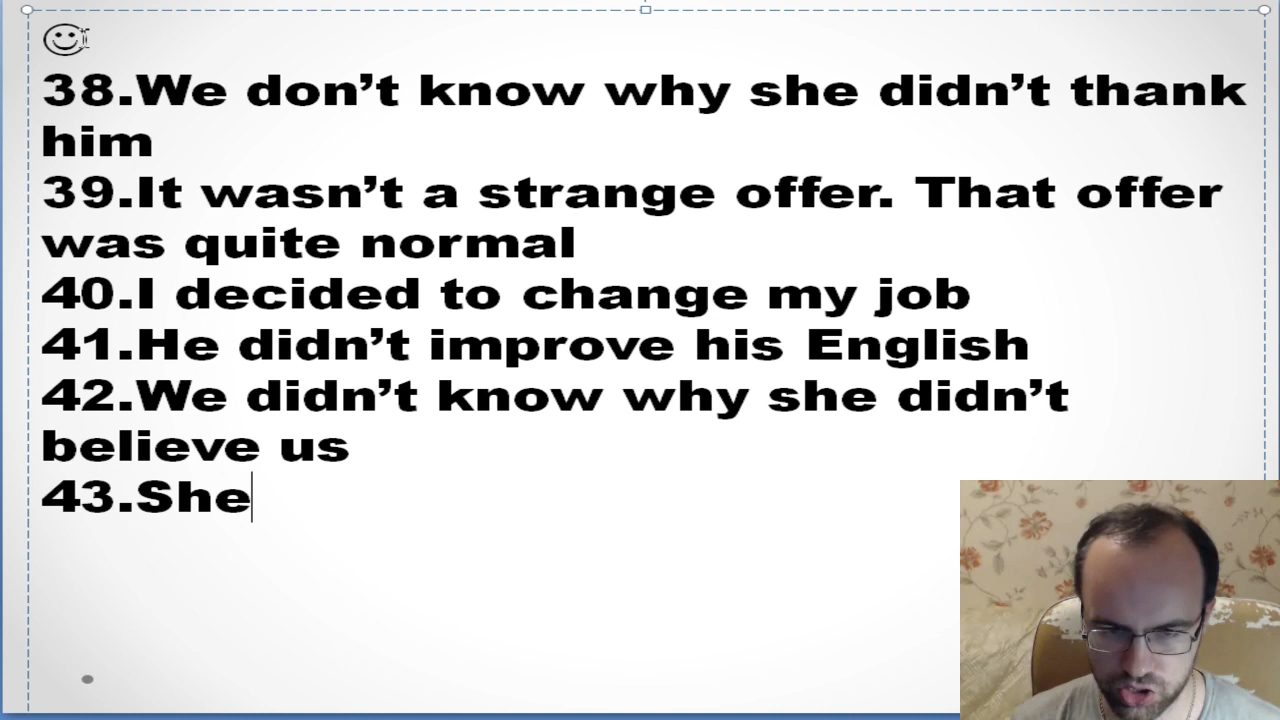 38.We don’t know why she didn’t thank
him
39.It wasn’t a strange offer. That offer
was quite normal
40.I decided to change my job
41.He didn’t improve his English
42.We didn’t know why she didn’t
believe us
43.She